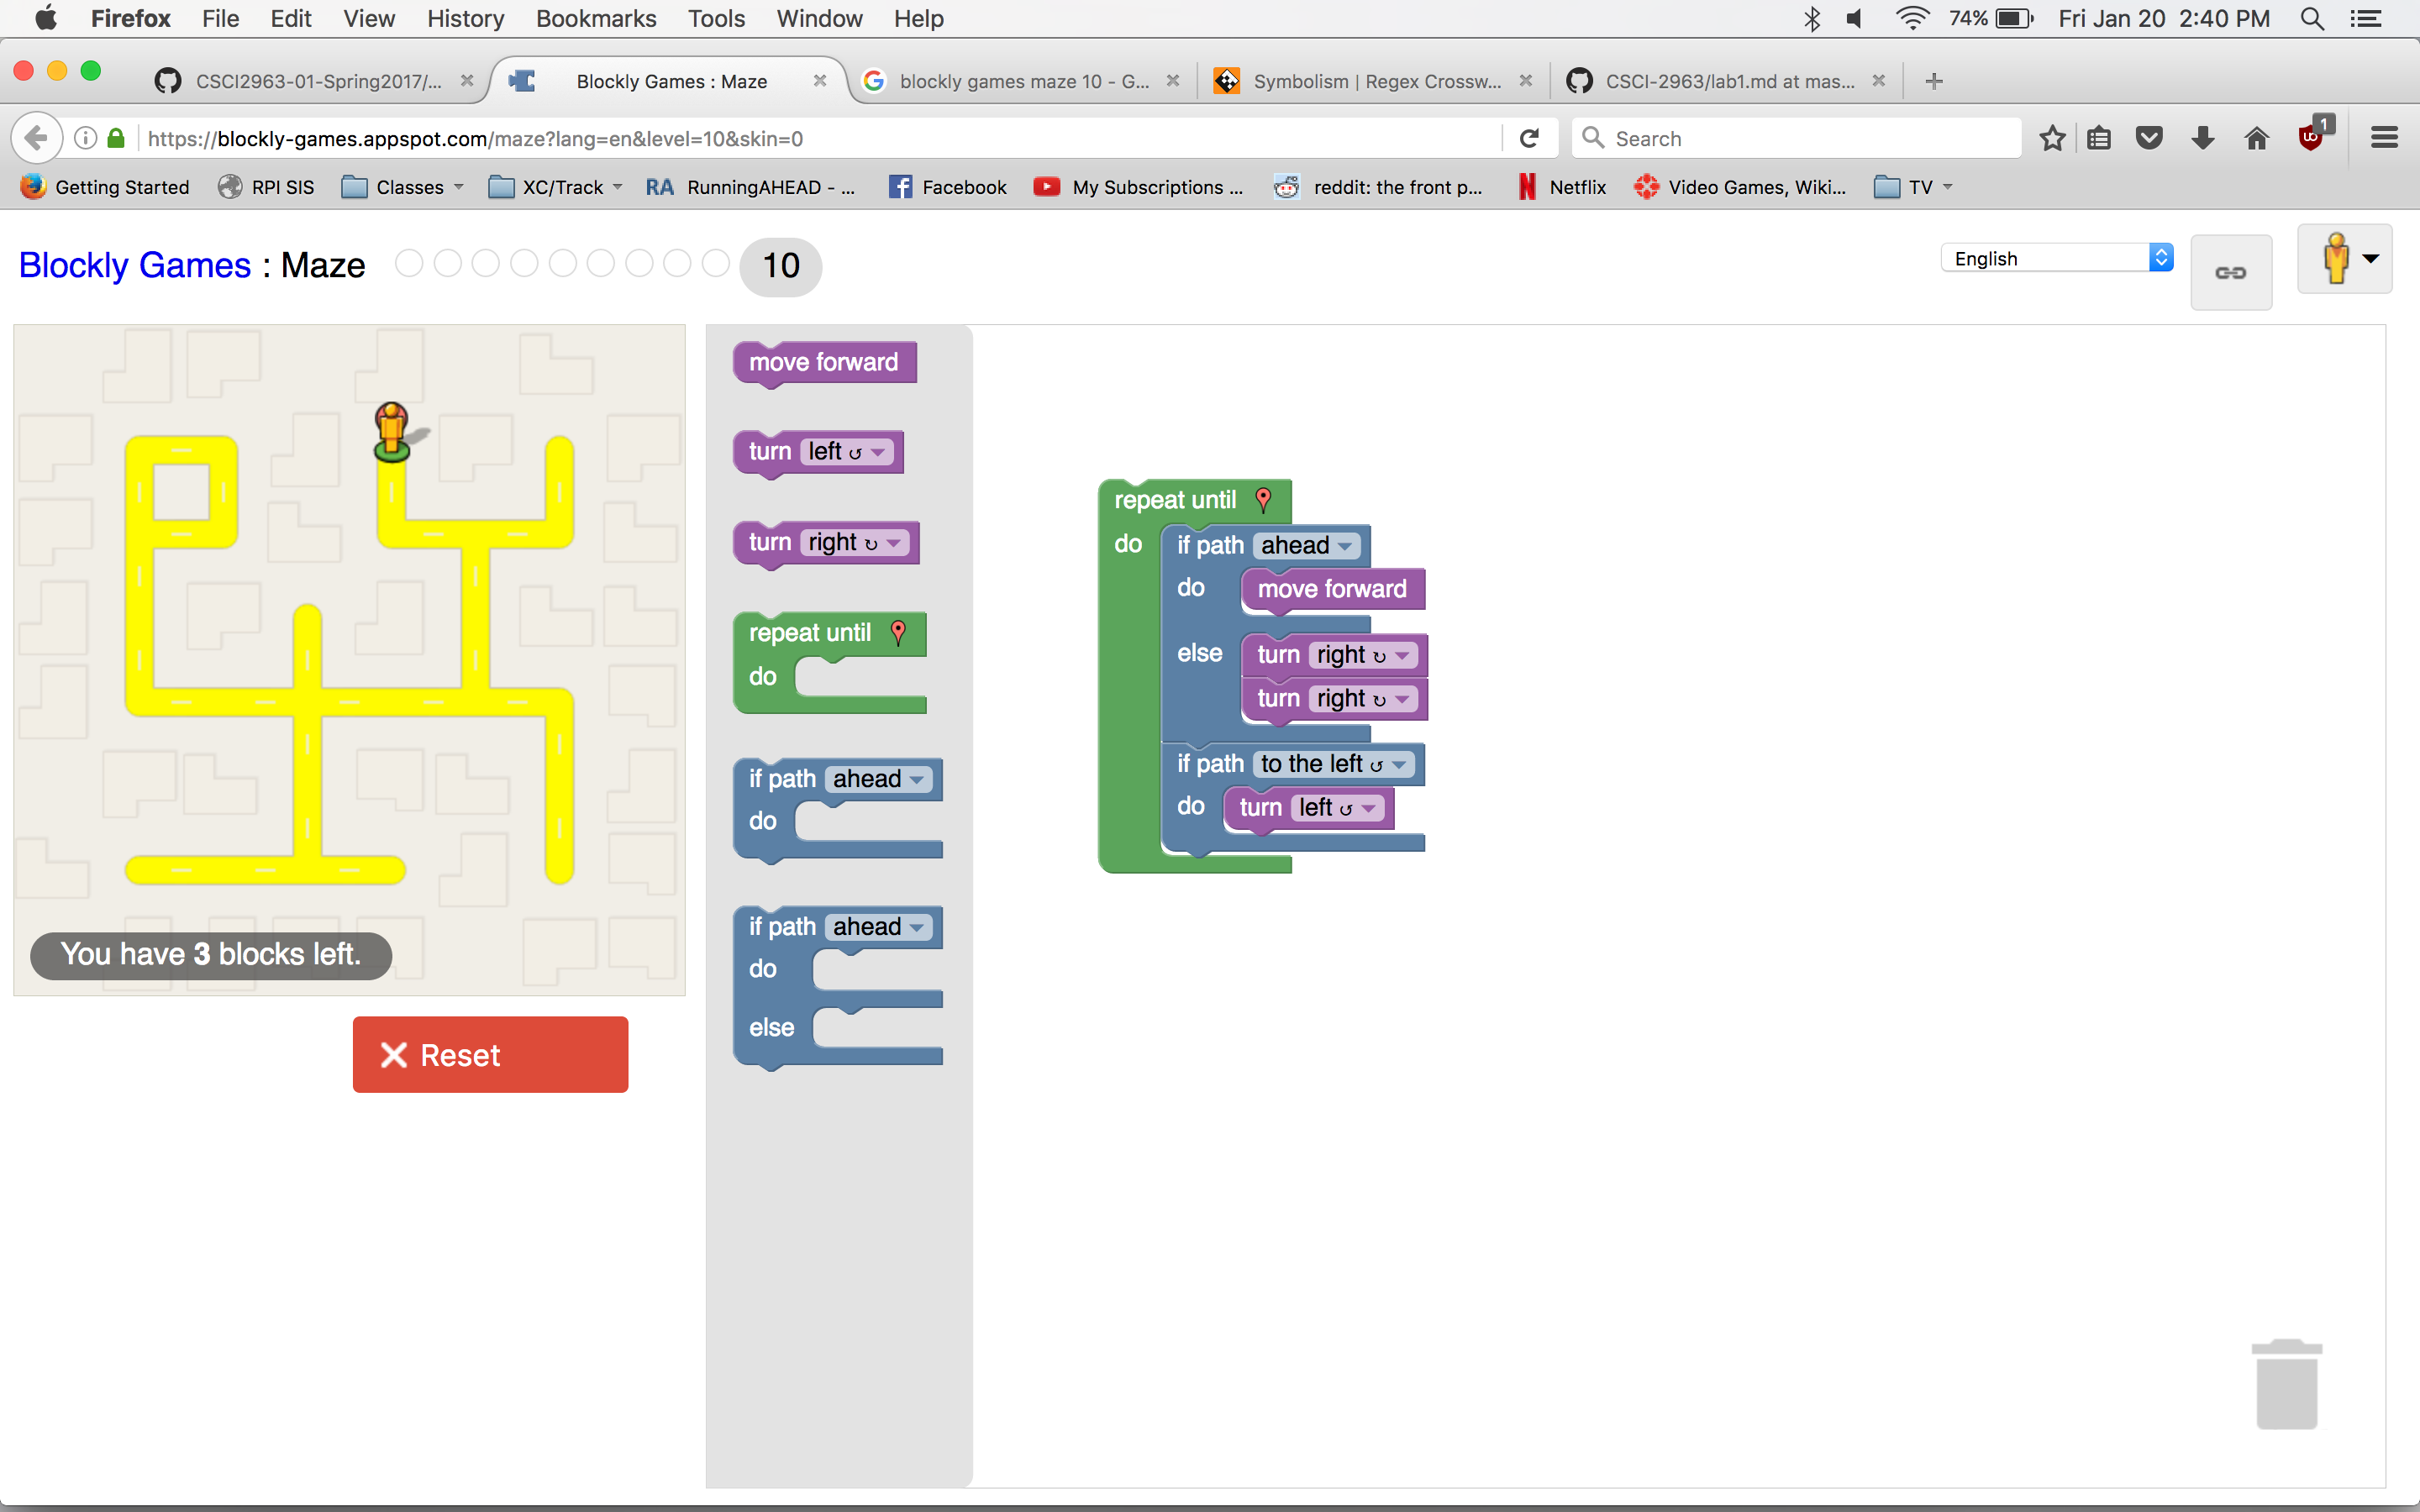 Firefox File Edit View History Bookmarks Tools Window Help 74% Fri Jan 20 2:40 PM
CSCI2963-01-Spring2017/... Blockly Games : Maze blockly games maze 10 - G... Symbolism | Regex Crossw... CSCI-2963/lab1.md at mas...
https://blockly-games.appspot.com/maze?lang=en&level=10&skin=0 Search 1
Getting Started RPI SIS Classes XC/Track RA RunningAHEAD - ... Facebook My Subscriptions ... reddit: the front p... Netflix Video Games, Wiki... TV
Blockly Games : Maze 10 English
You have 3 blocks left.
Reset
move forward
turn left ↺
turn right ↻
repeat until
do
if path ahead
do
if path ahead
do
else
repeat until
do if path ahead
do move forward
else turn right ↻
turn right ↻
if path to the left ↺
do turn left ↺